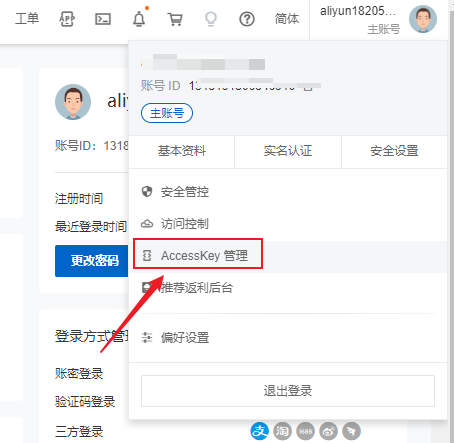 工单
简体
aliyun18205...
主账号
账号 ID
主账号
基本资料
实名认证
安全设置
安全管控
访问控制
AccessKey 管理
推荐返利后台
偏好设置
退出登录
账号ID: 1318
注册时间
最近登录时间
更改密码
登录方式管
账密登录
验证码登录
三方登录
支
淘
1688